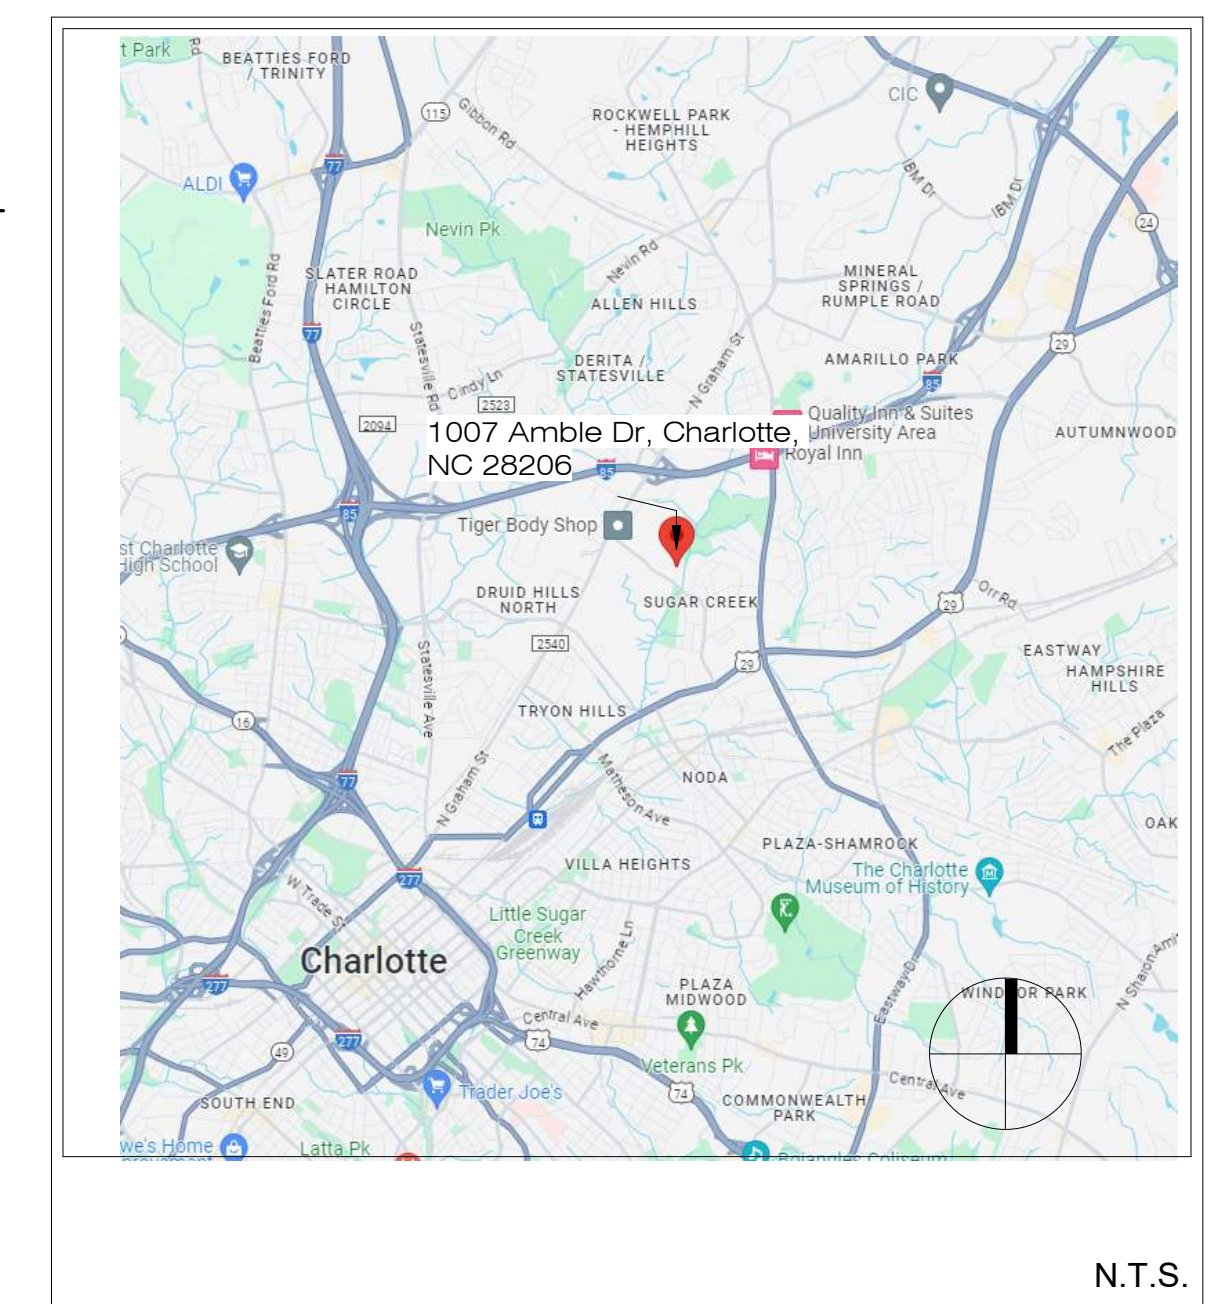 t Park
Rd
BEATTIES FORD
/ TRINITY
115
Gibbon Rd
ROCKWELL PARK
- HEMPHILL
HEIGHTS
CIC
77
ALDI
IBM Dr
IBM Dr
24
Nevin Pk
Nevin Rd
Beatties Ford Rd
SLATER ROAD
HAMILTON
CIRCLE
ALLEN HILLS
MINERAL
SPRINGS /
RUMPLE ROAD
77
Statesville Rd
N Graham St
29
DERITA /
STATESVILLE
AMARILLO PARK
85
Cindy Ln
2523
2094
Quality Inn & Suites
University Area
Royal Inn
AUTUMNWOOD
1007 Amble Dr, Charlotte,
NC 28206
85
85
Tiger Body Shop
st Charlotte
High School
DRUID HILLS
NORTH
SUGAR CREEK
29
Orr Rd
2540
29
EASTWAY
HAMPSHIRE
HILLS
Statesville Ave
16
TRYON HILLS
The Plaza
77
N Graham St
Matheson Ave
NODA
OAK
PLAZA-SHAMROCK
VILLA HEIGHTS
The Charlotte
Museum of History
277
W Trade St
Little Sugar
Creek
Greenway
Hawthorne Ln
Charlotte
277
PLAZA
MIDWOOD
Eastway Dr
WINDSOR PARK
N Sharon Ami
Central Ave
74
277
49
Veterans Pk
74
Central Ave
Trader Joe's
SOUTH END
COMMONWEALTH
PARK
we's Home
Latta Pk
Bojangles Coliseum
N.T.S.